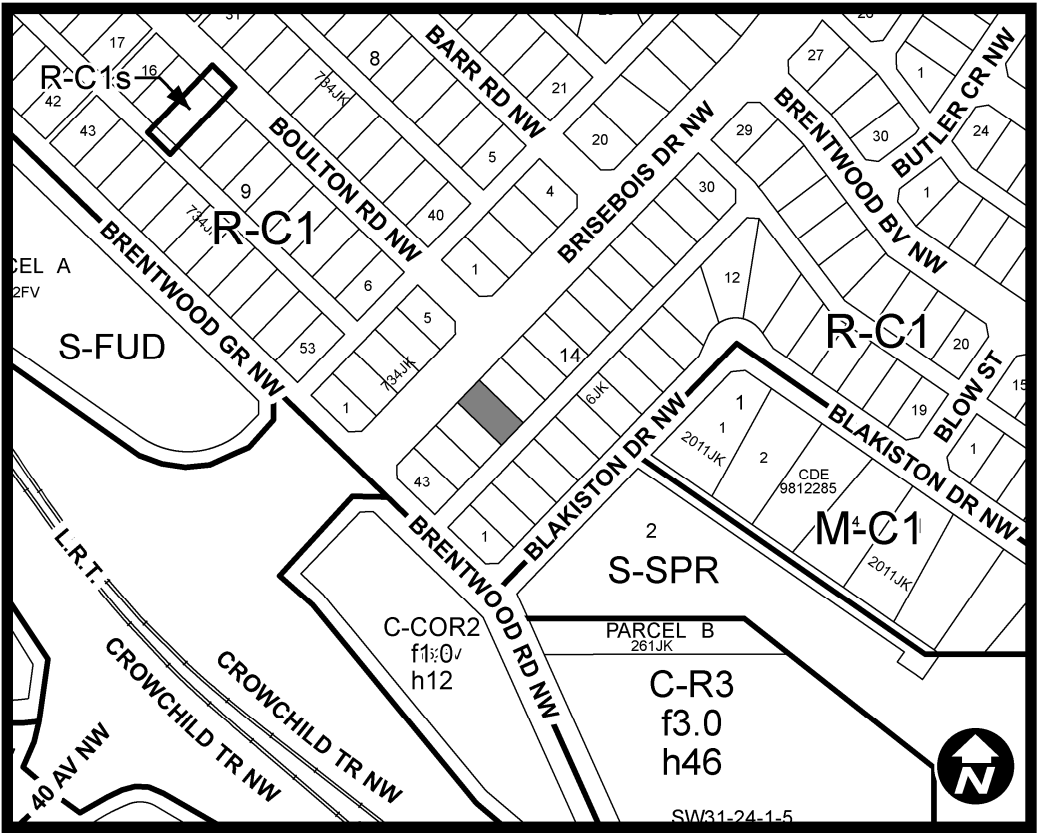 31
17
8
BARR RD NW
27
1
BUTLER CR NW
R-C1s
16
734JK
21
42
43
BOULTON RD NW
5
20
BRISEBOIS DR NW
29
BRENTWOOD BV NW
30
24
9
734JK
R-C1
40
4
30
1
BRENTWOOD GR NW
CEL A
2FV
S-FUD
6
1
12
5
R-C1
53
14
20
BLOW ST
734JK
1
6JK
15
19
1
1
2011JK
2
BLAKISTON DR NW
1
43
CDE
9812285
M-C1
4
2011JK
BLAKISTON DR NW
1
2
S-SPR
L.R.T.
BRENTWOOD RD NW
C-COR2
f1.0
h12
PARCEL B
261JK
CROWCHILD TR NW
CROWCHILD TR NW
C-R3
f3.0
h46
40 AV NW
N
SW31-24-1-5